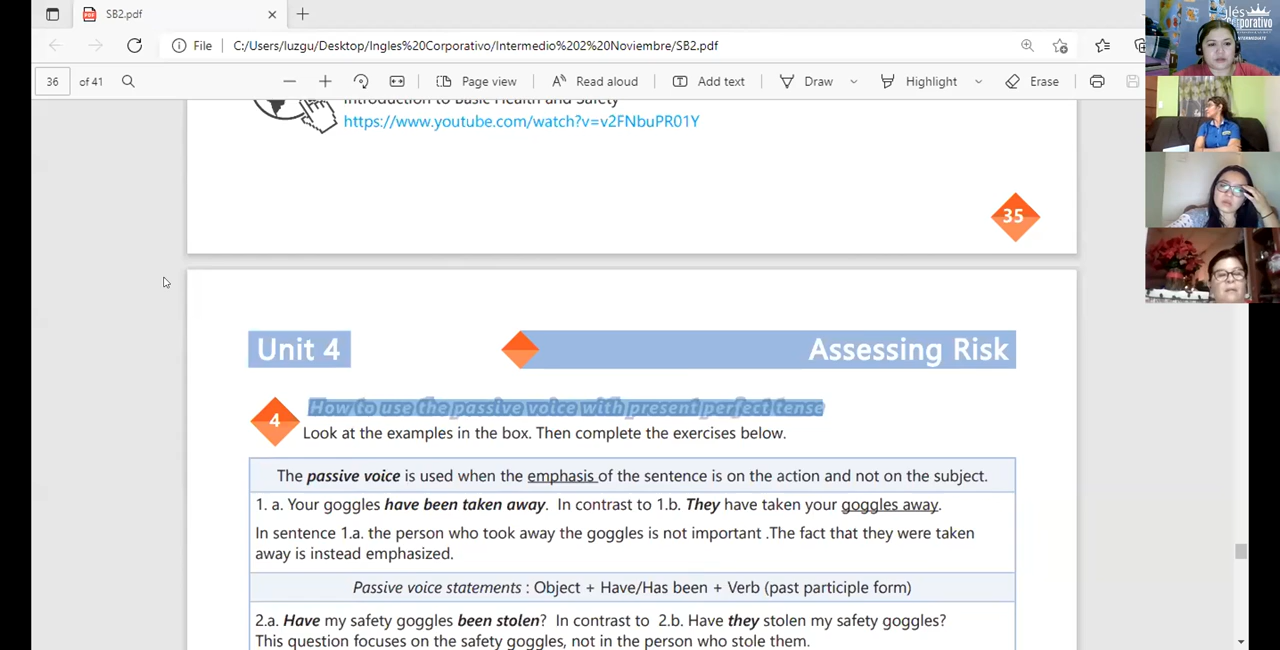 SB2.pdf
File
C:/Users/luzgu/Desktop/Ingles%20Corporativo/Intermedio%202%20Noviembre/SB2.pdf
36 of 41
Page view
Read aloud
Add text
Draw
Highlight
Erase
Introduction to Basic Health and Safety
https://www.youtube.com/watch?v=v2FNbuPR01Y
35
Unit 4
Assessing Risk
4
How to use the passive voice with present perfect tense
Look at the examples in the box. Then complete the exercises below.
The passive voice is used when the emphasis of the sentence is on the action and not on the subject.
1. a. Your goggles have been taken away. In contrast to 1.b. They have taken your goggles away.
In sentence 1.a. the person who took away the goggles is not important .The fact that they were taken
away is instead emphasized.
Passive voice statements : Object + Have/Has been + Verb (past participle form)
2.a. Have my safety goggles been stolen? In contrast to 2.b. Have they stolen my safety goggles?
This question focuses on the safety goggles, not in the person who stole them.